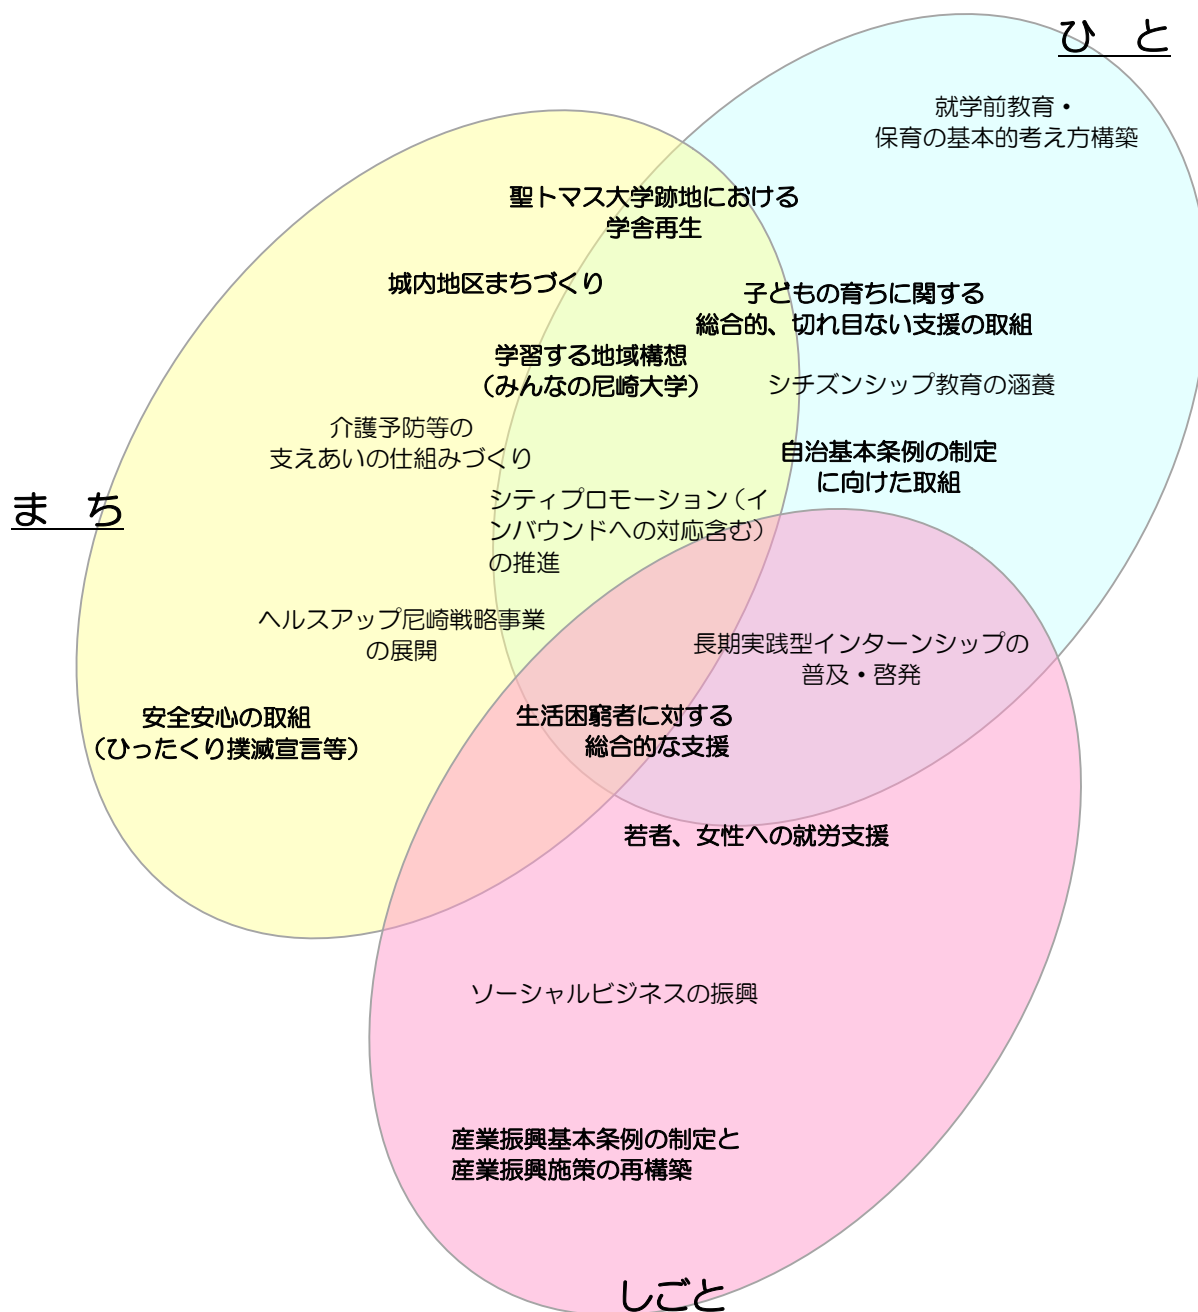 ひ　と
就学前教育・
保育の基本的考え方構築
聖トマス大学跡地における
学舎再生
城内地区まちづくり
子どもの育ちに関する
総合的、切れ目ない支援の取組
学習する地域構想
（みんなの尼崎大学）
シチズンシップ教育の涵養
介護予防等の
支えあいの仕組みづくり
自治基本条例の制定
に向けた取組
ま　ち
シティプロモーション（イ
ンバウンドへの対応含む）
の推進
ヘルスアップ尼崎戦略事業
の展開
長期実践型インターンシップの
普及・啓発
安全安心の取組
（ひったくり撲滅宣言等）
生活困窮者に対する
総合的な支援
若者、女性への就労支援
ソーシャルビジネスの振興
産業振興基本条例の制定と
産業振興施策の再構築
しごと